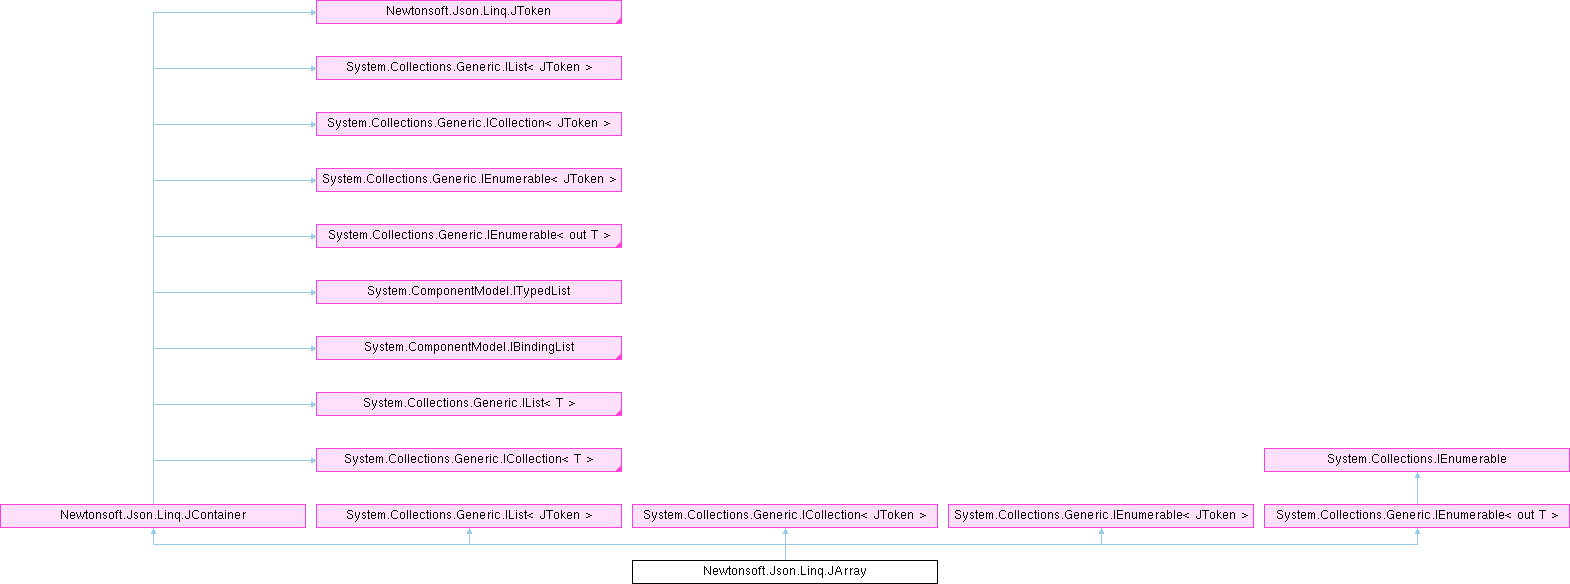 Newtonsoft.Json.Linq.JToken
System.Collections.Generic.IList< JToken >
System.Collections.Generic.ICollection< JToken >
System.Collections.Generic.IEnumerable< JToken >
System.Collections.Generic.IEnumerable< out T >
System.ComponentModel.ITypedList
System.ComponentModel.IBindingList
System.Collections.Generic.IList< T >
System.Collections.Generic.ICollection< T >
System.Collections.IEnumerable
Newtonsoft.Json.Linq.JContainer
System.Collections.Generic.IList< JToken >
System.Collections.Generic.ICollection< JToken >
System.Collections.Generic.IEnumerable< JToken >
System.Collections.Generic.IEnumerable< out T >
Newtonsoft.Json.Linq.JArray